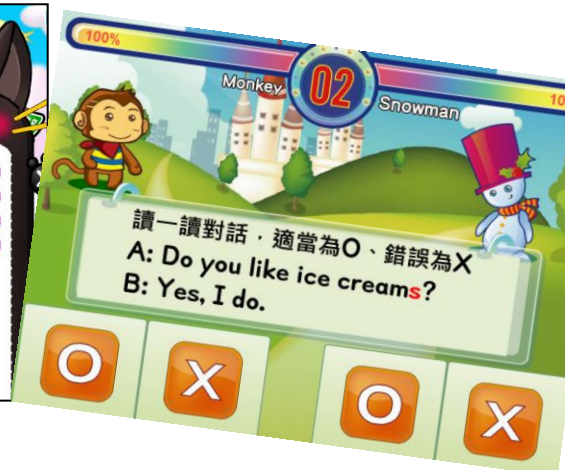 100%
Monkey
02
Snowman
10
讀一讀對話，適當為O、錯誤為X
A: Do you like ice creams?
B: Yes, I do.
O X O X